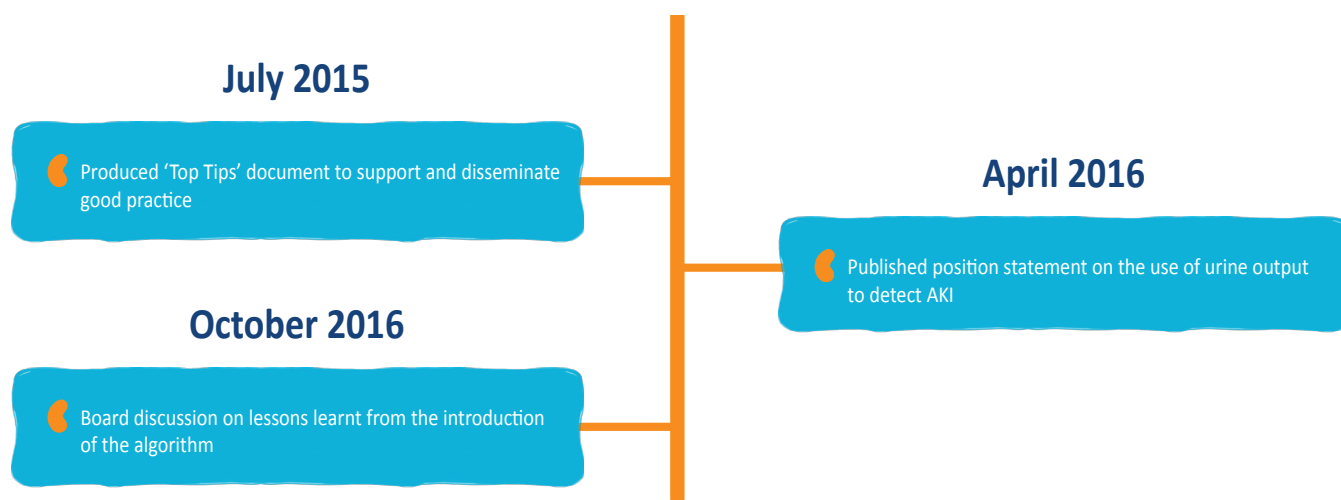 July 2015
Produced ‘Top Tips’ document to support and disseminate
good practice
April 2016
Published position statement on the use of urine output
to detect AKI
October 2016
Board discussion on lessons learnt from the introduction
of the algorithm